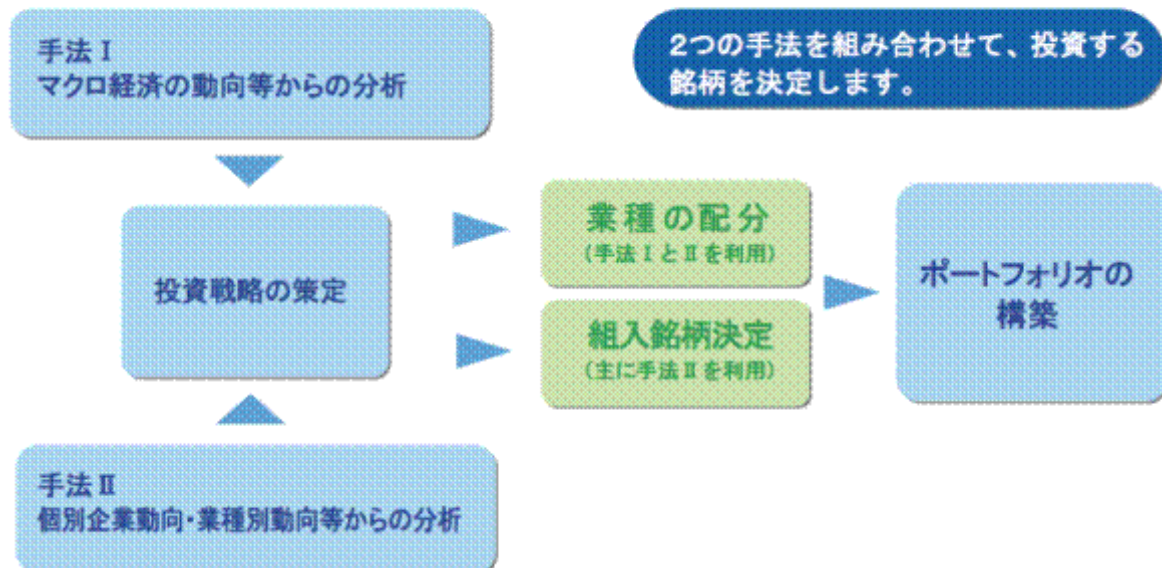 手法Ⅰ
マクロ経済の動向等からの分析
2つの手法を組み合わせて、投資する
銘柄を決定します。
投資戦略の策定
業種の配分
(手法ⅠとⅡを利用)
組入銘柄決定
(主に手法Ⅱを利用)
ポートフォリオの
構築
手法Ⅱ
個別企業動向・業種別動向等からの分析